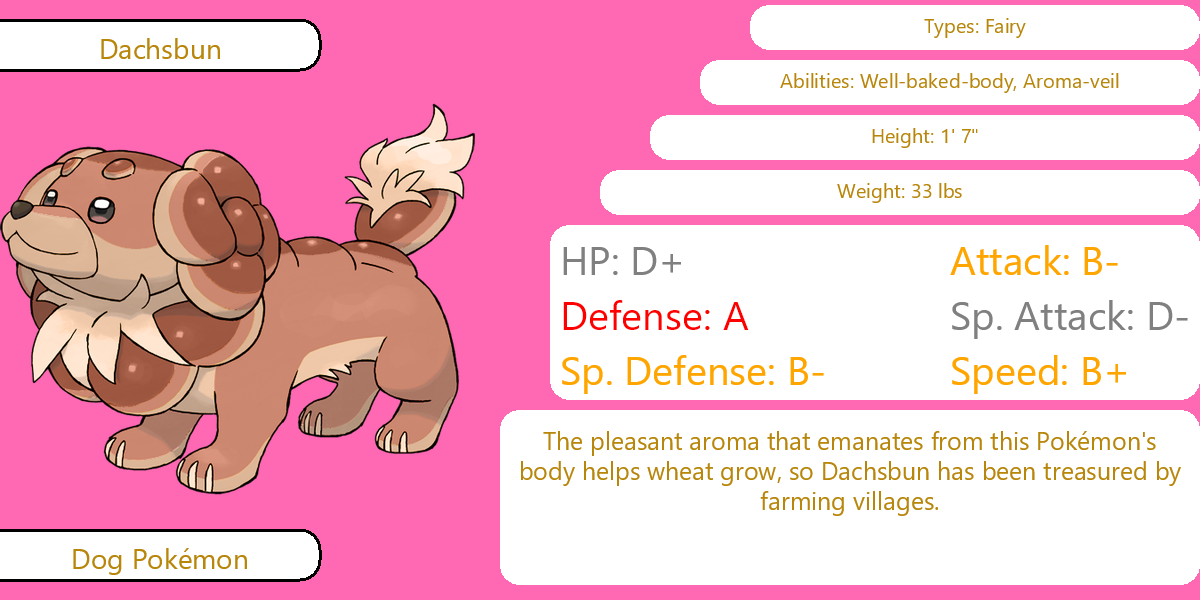 Dachsbun
Types: Fairy
Abilities: Well-baked-body, Aroma-veil
Height: 1' 7"
Weight: 33 lbs
HP: D+
Attack: B-
Defense: A
Sp. Attack: D-
Sp. Defense: B-
Speed: B+
The pleasant aroma that emanates from this Pokémon's
body helps wheat grow, so Dachsbun has been treasured by
farming villages.
Dog Pokémon